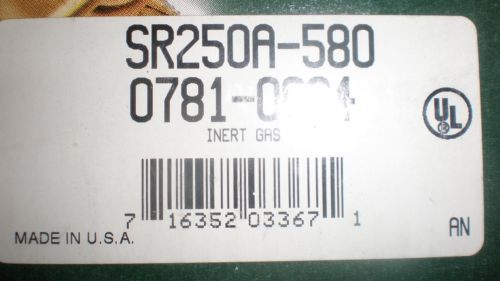 SR250A-580
INERT GAS
7 16352 03367 1
UL
MADE IN U.S.A.
AN